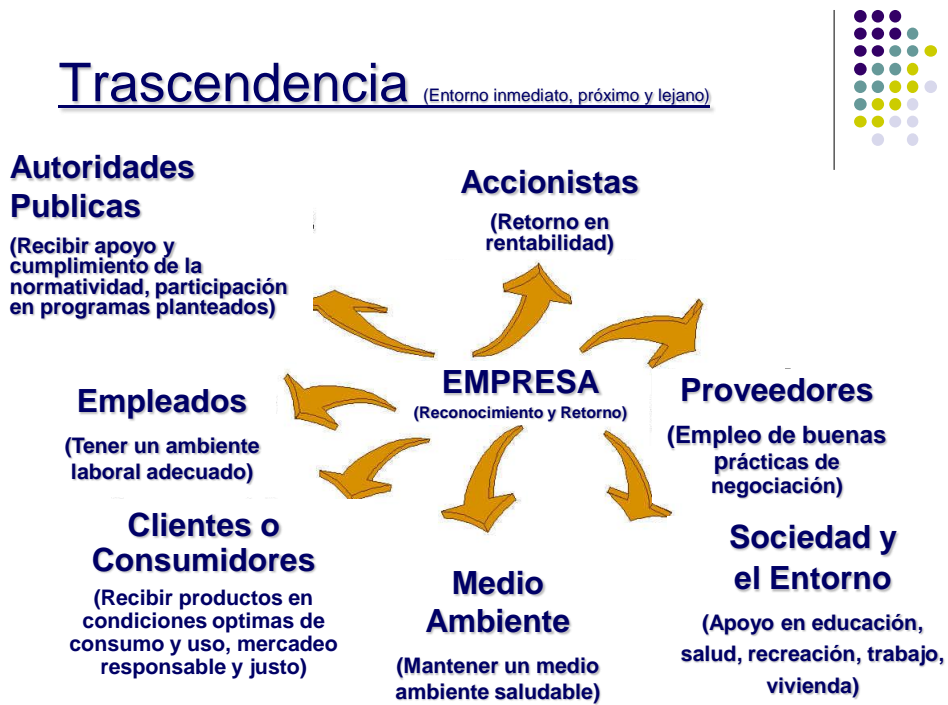 Trascendencia (Entorno inmediato, próximo y lejano)
Autoridades
Publicas
(Recibir apoyo y
cumplimiento de la
normatividad, participación
en programas planteados)
Accionistas
(Retorno en
rentabilidad)
EMPRESA
(Reconocimiento y Retorno)
Empleados
(Tener un ambiente
laboral adecuado)
Proveedores
(Empleo de buenas
prácticas de
negociación)
Clientes o
Consumidores
(Recibir productos en
condiciones optimas de
consumo y uso, mercadeo
responsable y justo)
Medio
Ambiente
(Mantener un medio
ambiente saludable)
Sociedad y
el Entorno
(Apoyo en educación,
salud, recreación, trabajo,
vivienda)